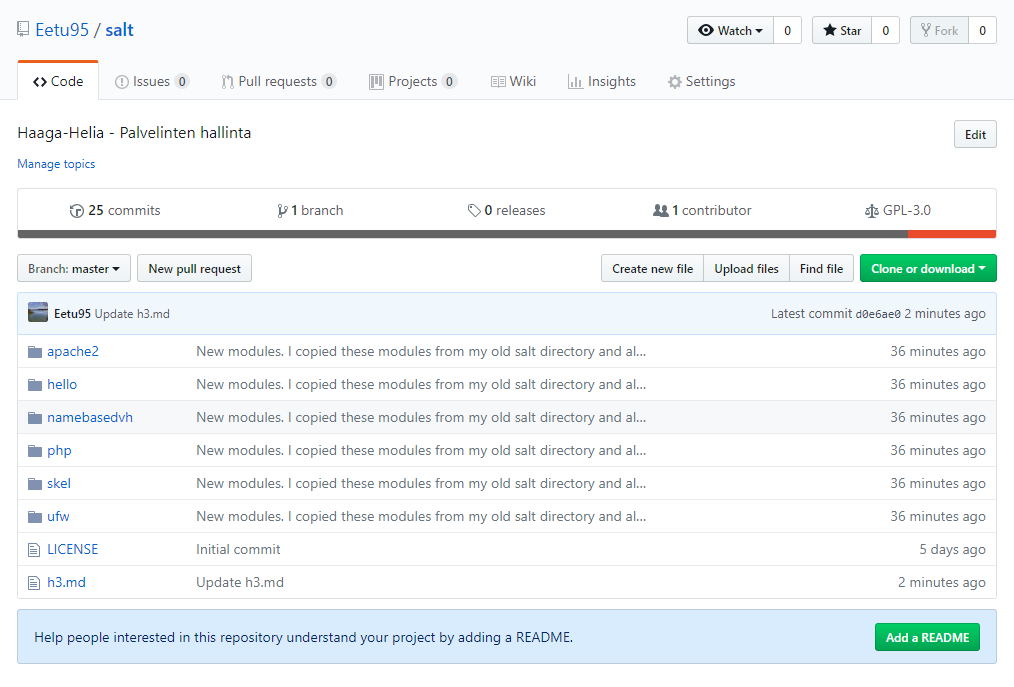 Eetu95 / salt
Watch 0 Star 0 Fork 0
Code Issues 0 Pull requests 0 Projects 0 Wiki Insights Settings
Haaga-Helia - Palvelinten hallinta
Edit
Manage topics
25 commits 1 branch 0 releases 1 contributor GPL-3.0
Branch: master New pull request Create new file Upload files Find file Clone or download
Eetu95 Update h3.md Latest commit d0e6ae0 2 minutes ago
apache2 New modules. I copied these modules from my old salt directory and al... 36 minutes ago
hello New modules. I copied these modules from my old salt directory and al... 36 minutes ago
namebasedvh New modules. I copied these modules from my old salt directory and al... 36 minutes ago
php New modules. I copied these modules from my old salt directory and al... 36 minutes ago
skel New modules. I copied these modules from my old salt directory and al... 36 minutes ago
ufw New modules. I copied these modules from my old salt directory and al... 36 minutes ago
LICENSE Initial commit 5 days ago
h3.md Update h3.md 2 minutes ago
Help people interested in this repository understand your project by adding a README. Add a README